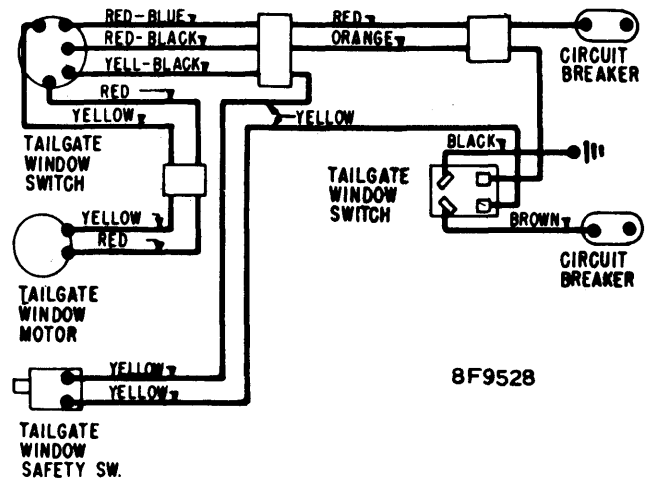 RED-BLUE
RED
RED-BLACK
ORANGE
CIRCUIT
BREAKER
YELL-BLACK
RED
YELLOW
YELLOW
TAILGATE
WINDOW
SWITCH
BLACK
TAILGATE
WINDOW
SWITCH
YELLOW
RED
BROWN
CIRCUIT
BREAKER
TAILGATE
WINDOW
MOTOR
YELLOW
YELLOW
8F9528
TAILGATE
WINDOW
SAFETY SW.